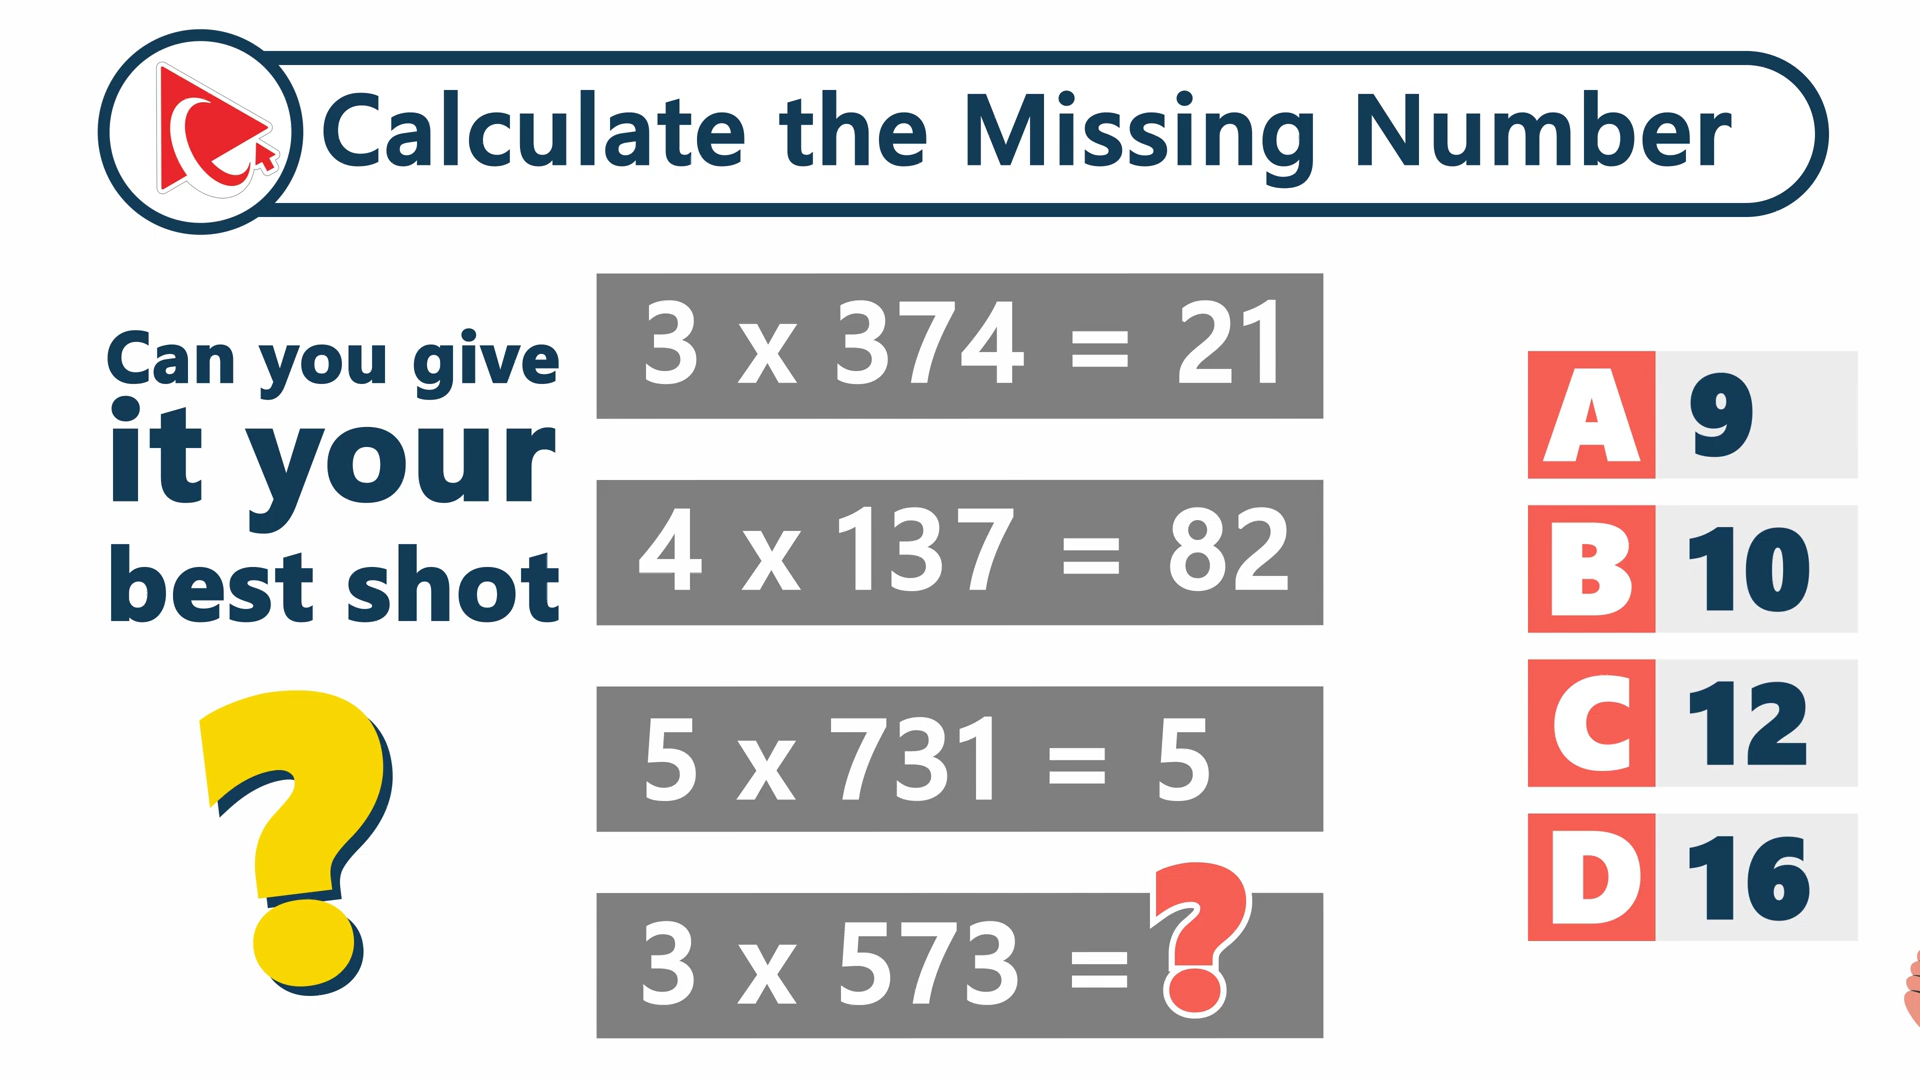 Calculate the Missing Number
Can you give
it your
best shot
?
3 x 374 = 21
4 x 137 = 82
5 x 731 = 5
3 x 573 = ?
A 9
B 10
C 12
D 16